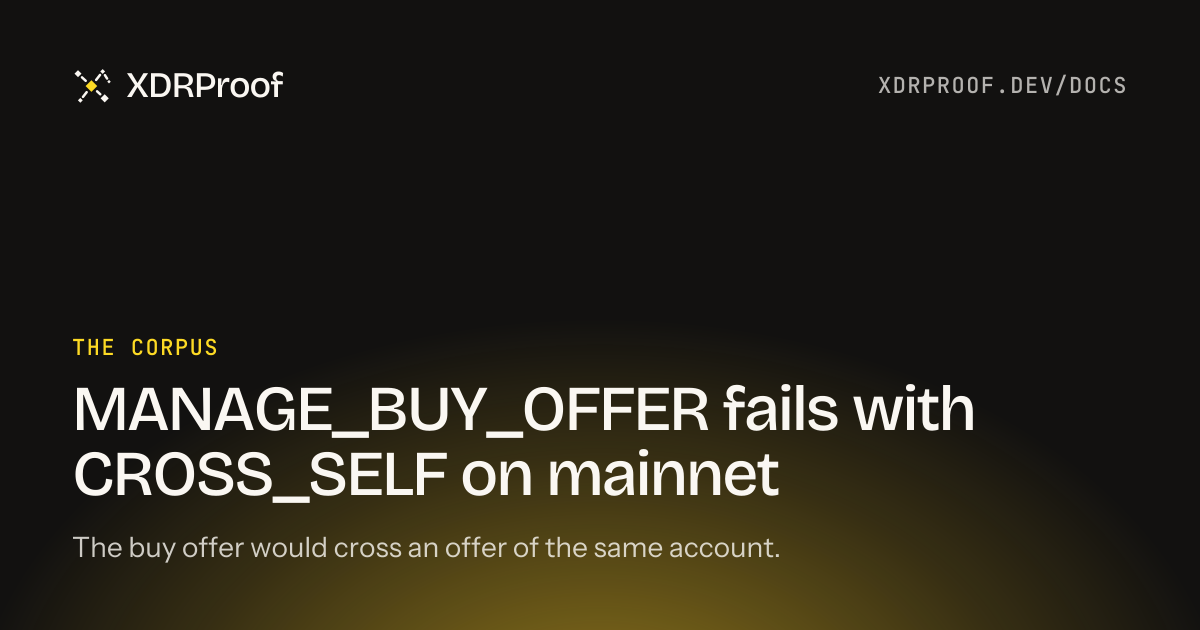 XDRProof
XDRPROOF.DEV/DOCS
THE CORPUS
MANAGE_BUY_OFFER fails with
CROSS_SELF on mainnet
The buy offer would cross an offer of the same account.